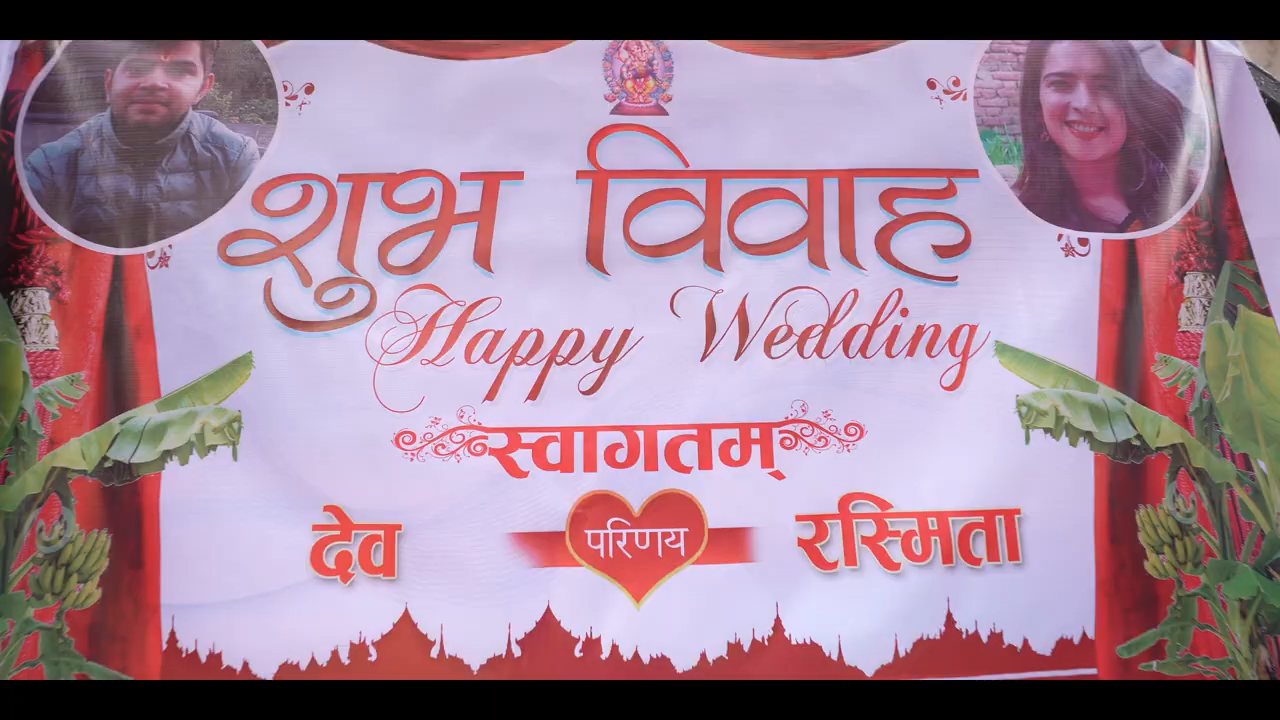 शुभ विवाह
Happy Wedding
स्वागतम्
देव परिणय रस्मिता